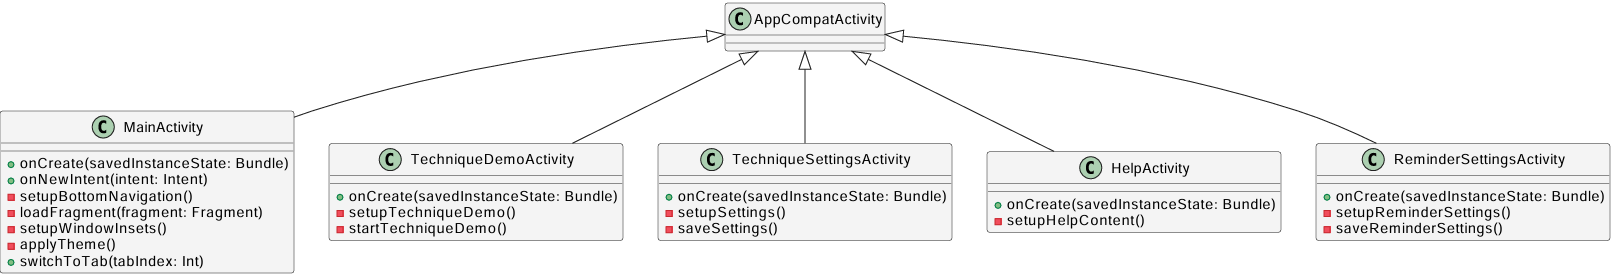 C AppCompatActivity
C MainActivity
onCreate(savedInstanceState: Bundle)
onNewIntent(intent: Intent)
setupBottomNavigation()
loadFragment(fragment: Fragment)
setupWindowInsets()
applyTheme()
switchToTab(tabIndex: Int)
C TechniqueDemoActivity
onCreate(savedInstanceState: Bundle)
setupTechniqueDemo()
startTechniqueDemo()
C TechniqueSettingsActivity
onCreate(savedInstanceState: Bundle)
setupSettings()
saveSettings()
C HelpActivity
onCreate(savedInstanceState: Bundle)
setupHelpContent()
C ReminderSettingsActivity
onCreate(savedInstanceState: Bundle)
setupReminderSettings()
saveReminderSettings()